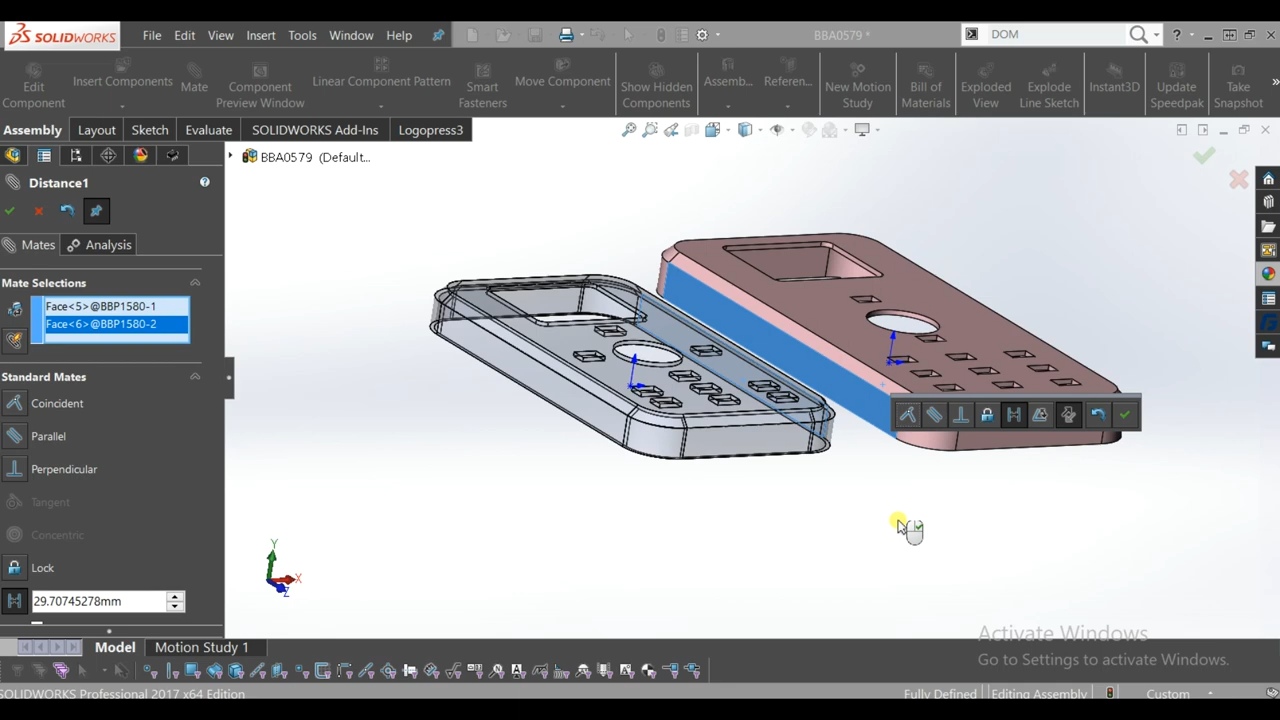 SOLIDWORKS File Edit View Insert Tools Window Help BBA0579 * DOM ?
Edit Component
Insert Components
Mate
Component Preview Window
Linear Component Pattern
Smart Fasteners
Move Component
Show Hidden Components
Assemb...
Referen...
New Motion Study
Bill of Materials
Exploded View
Explode Line Sketch
Instant3D
Update Speedpak
Take Snapshot
Assembly Layout Sketch Evaluate SOLIDWORKS Add-Ins Logopress3
BBA0579 (Default...
Distance1
Mates Analysis
Mate Selections
Face<5>@BBP1580-1
Face<6>@BBP1580-2
Standard Mates
Coincident
Parallel
Perpendicular
Tangent
Concentric
Lock
29.70745278mm
Y
X
Z
Activate Windows
Go to Settings to activate Windows.
Model Motion Study 1
SOLIDWORKS Professional 2017 x64 Edition Fully Defined Editing Assembly Custom